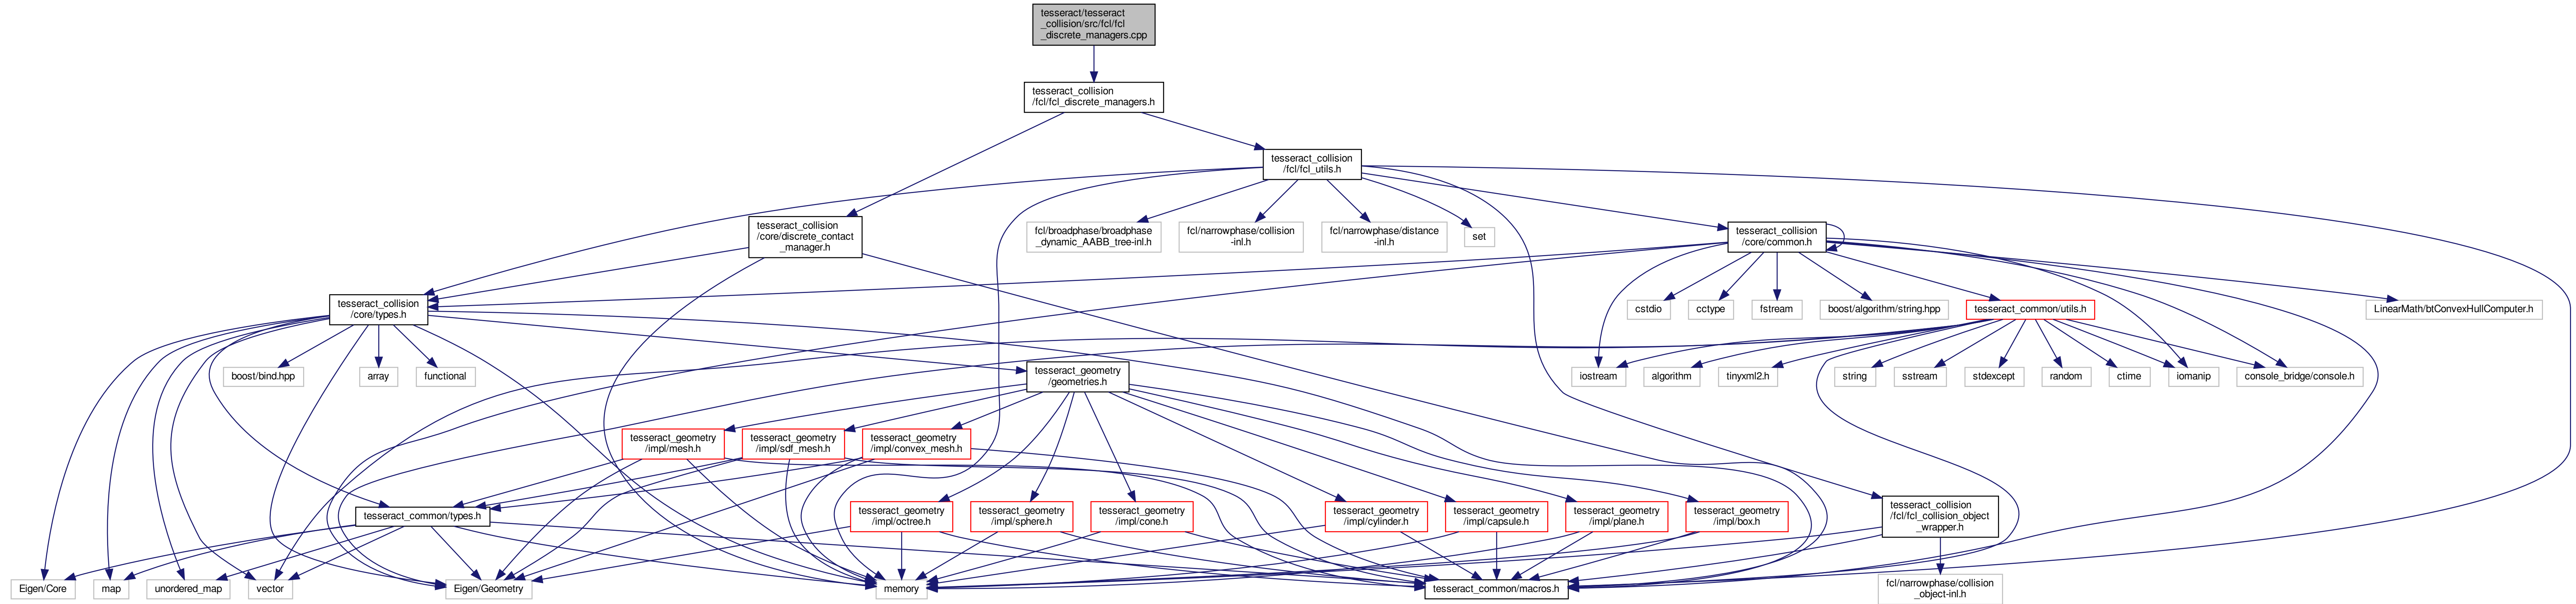 tesseract/tesseract
_collision/src/fcl/fcl
_discrete_managers.cpp
tesseract_collision
/fcl/fcl_discrete_managers.h
tesseract_collision
/fcl/fcl_utils.h
tesseract_collision
/core/discrete_contact
_manager.h
fcl/broadphase/broadphase
_dynamic_AABB_tree-inl.h
fcl/narrowphase/collision
-inl.h
fcl/narrowphase/distance
-inl.h
set
tesseract_collision
/core/common.h
tesseract_collision
/core/types.h
cstdio
cctype
fstream
boost/algorithm/string.hpp
tesseract_common/utils.h
LinearMath/btConvexHullComputer.h
boost/bind.hpp
array
functional
tesseract_geometry
/geometries.h
iostream
algorithm
tinyxml2.h
string
sstream
stdexcept
random
ctime
iomanip
console_bridge/console.h
tesseract_geometry
/impl/mesh.h
tesseract_geometry
/impl/sdf_mesh.h
tesseract_geometry
/impl/convex_mesh.h
tesseract_common/types.h
tesseract_geometry
/impl/octree.h
tesseract_geometry
/impl/sphere.h
tesseract_geometry
/impl/cone.h
tesseract_geometry
/impl/cylinder.h
tesseract_geometry
/impl/capsule.h
tesseract_geometry
/impl/plane.h
tesseract_geometry
/impl/box.h
tesseract_collision
/fcl/fcl_collision_object
_wrapper.h
Eigen/Core
map
unordered_map
vector
Eigen/Geometry
memory
tesseract_common/macros.h
fcl/narrowphase/collision
_object-inl.h